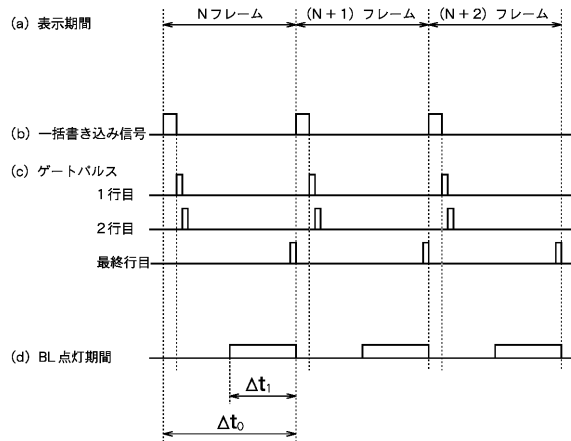 (a) 表示期間
Nフレーム (N+1) フレーム (N+2) フレーム
(b) 一括書き込み信号
(c) ゲートパルス
1行目
2行目
最終行目
(d) BL点灯期間
Δt1
Δt0